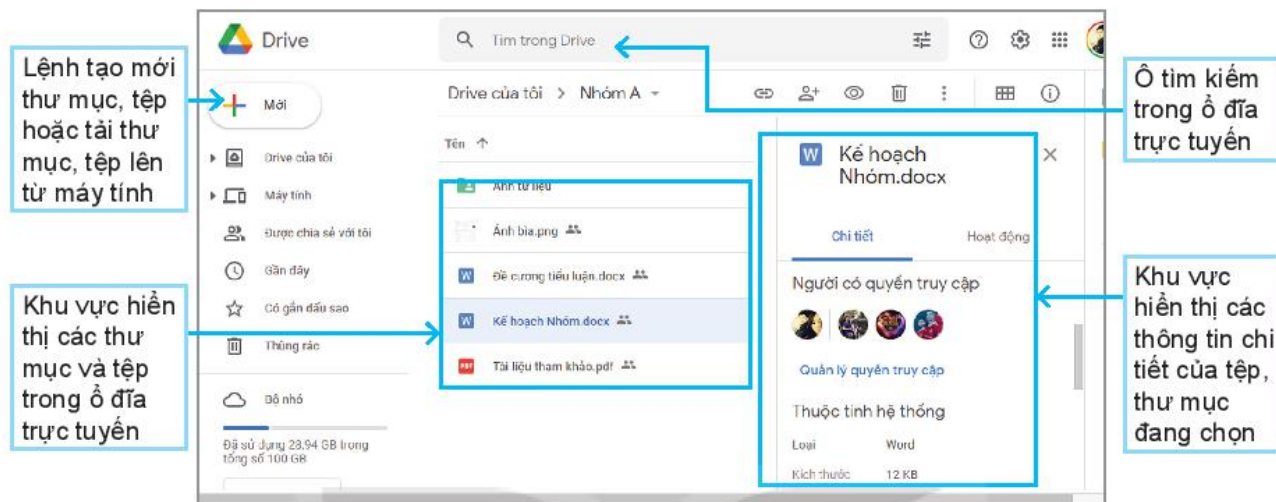 Drive
Tìm trong Drive
Lệnh tạo mới
thư mục, tệp
hoặc tải thư
mục, tệp lên
từ máy tính
Mới
Drive của tôi
Máy tính
Được chia sẻ với tôi
Gần đây
Có gắn dấu sao
Thùng rác
Bộ nhớ
Đã sử dụng 28.94 GB trong
tổng số 100 GB
Khu vực hiển
thị các thư
mục và tệp
trong ổ đĩa
trực tuyến
Drive của tôi > Nhóm A
Tên
Ảnh tư liệu
Ảnh bìa.png
Đề cương tiểu luận.docx
Kế hoạch Nhóm.docx
Tài liệu tham khảo.pdf
W Kế hoạch
Nhóm.docx
Chi tiết Hoạt động
Người có quyền truy cập
Quản lý quyền truy cập
Thuộc tính hệ thống
Loại Word
Kích thước 12 KB
Ô tìm kiếm
trong ổ đĩa
trực tuyến
Khu vực
hiển thị các
thông tin chi
tiết của tệp,
thư mục
đang chọn